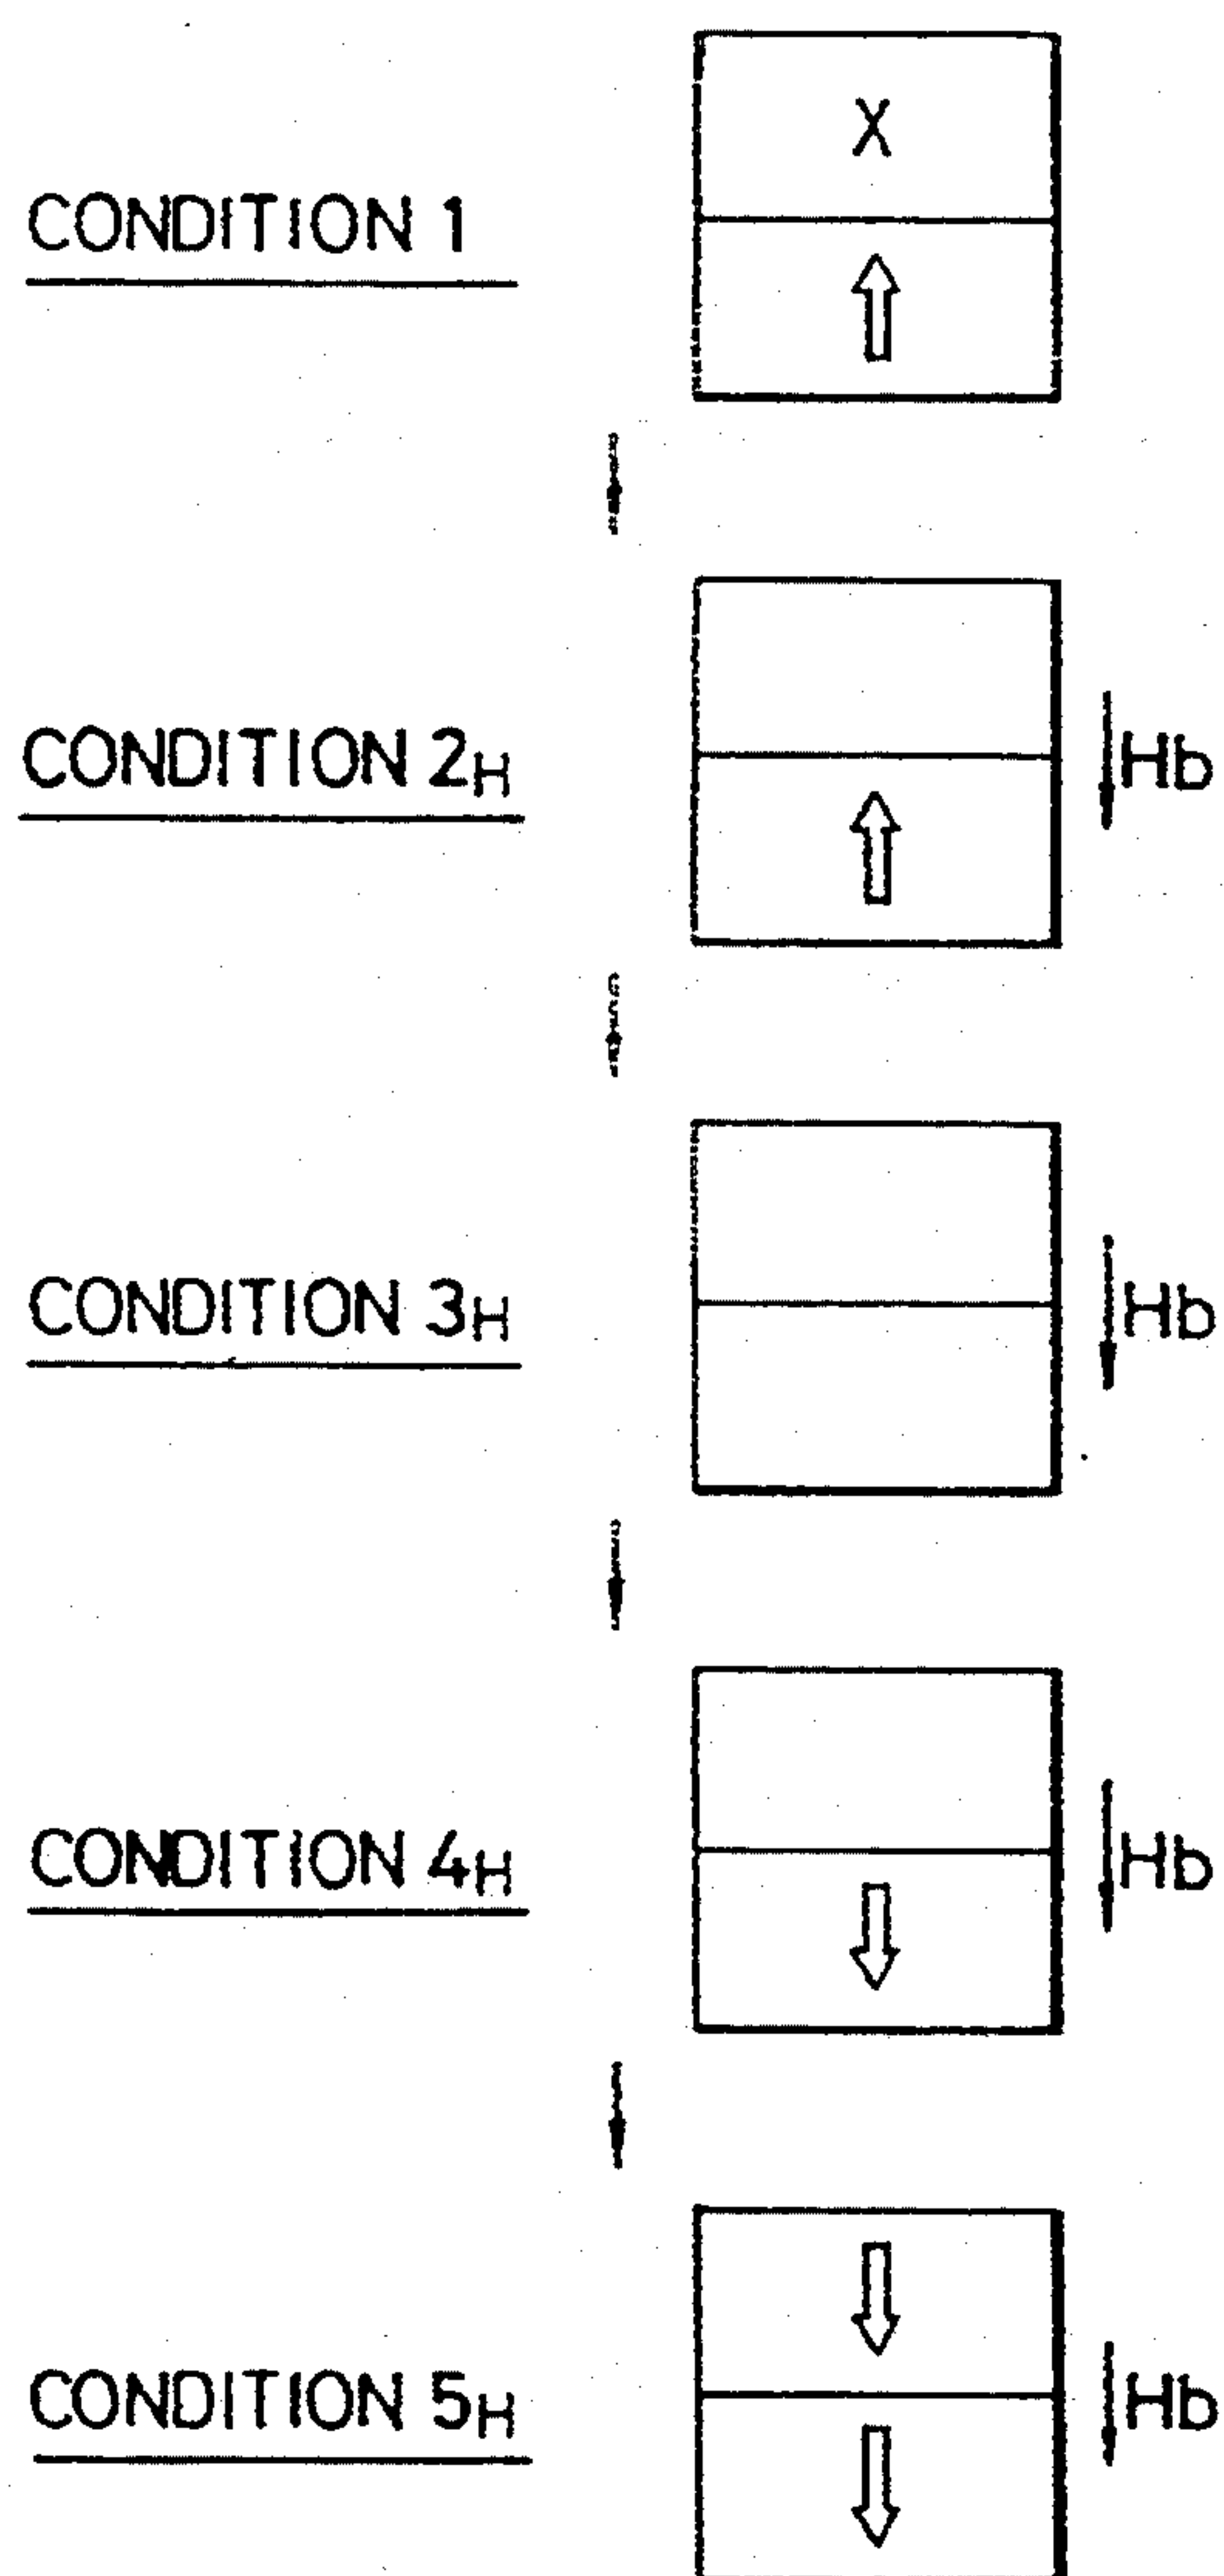 X
CONDITION 1
CONDITION 2H
Hb
CONDITION 3H
Hb
CONDITION 4H
Hb
CONDITION 5H
Hb